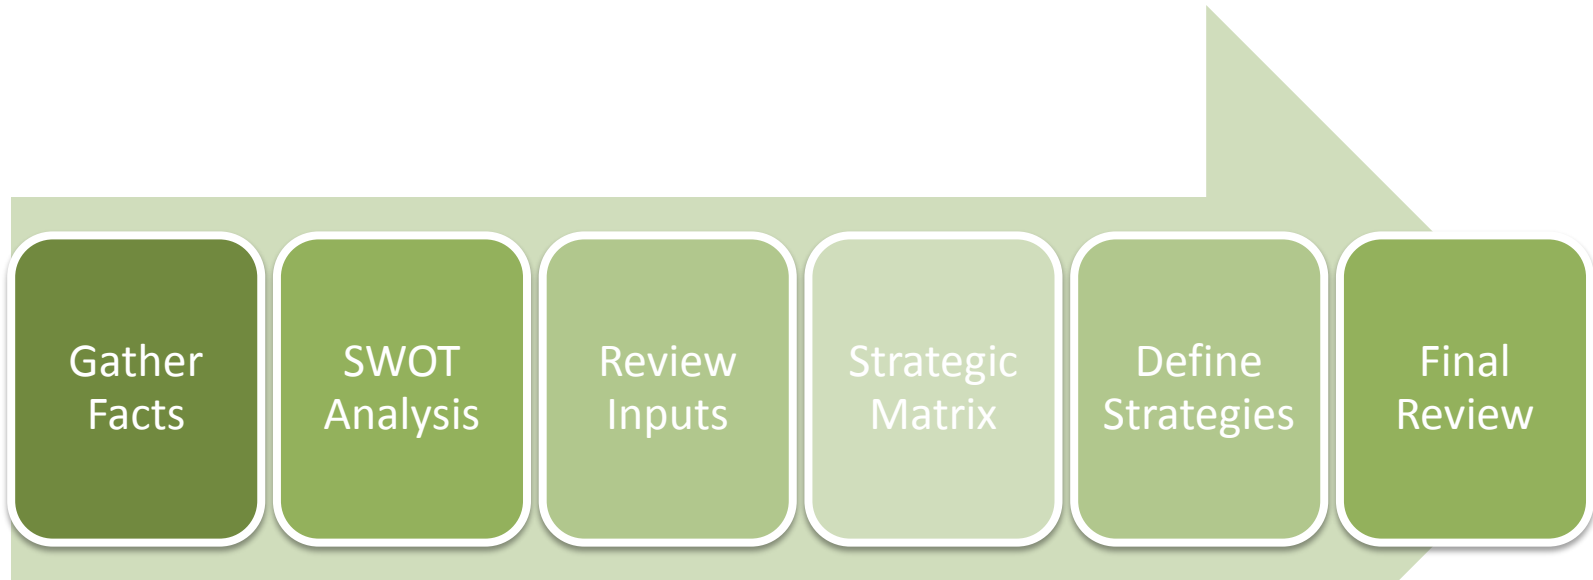 Gather
Facts
SWOT
Analysis
Review
Inputs
Strategic
Matrix
Define
Strategies
Final
Review